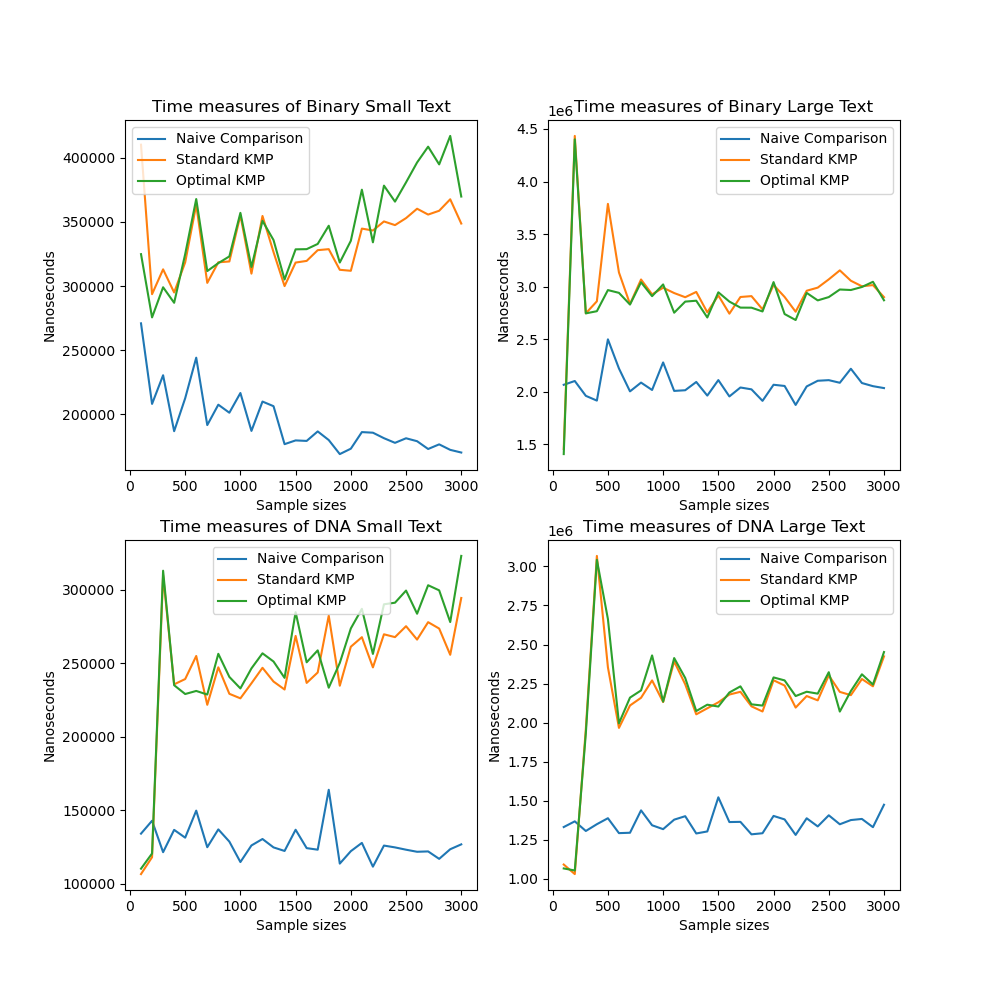 Time measures of Binary Small Text
Naive Comparison
Standard KMP
Optimal KMP
400000
350000
300000
250000
200000
Nanoseconds
0 500 1000 1500 2000 2500 3000
Sample sizes
1e6
Time measures of Binary Large Text
Naive Comparison
Standard KMP
Optimal KMP
4.5
4.0
3.5
3.0
2.5
2.0
1.5
Nanoseconds
0 500 1000 1500 2000 2500 3000
Sample sizes
Time measures of DNA Small Text
Naive Comparison
Standard KMP
Optimal KMP
300000
250000
200000
150000
100000
Nanoseconds
0 500 1000 1500 2000 2500 3000
Sample sizes
1e6
Time measures of DNA Large Text
Naive Comparison
Standard KMP
Optimal KMP
3.00
2.75
2.50
2.25
2.00
1.75
1.50
1.25
1.00
Nanoseconds
0 500 1000 1500 2000 2500 3000
Sample sizes